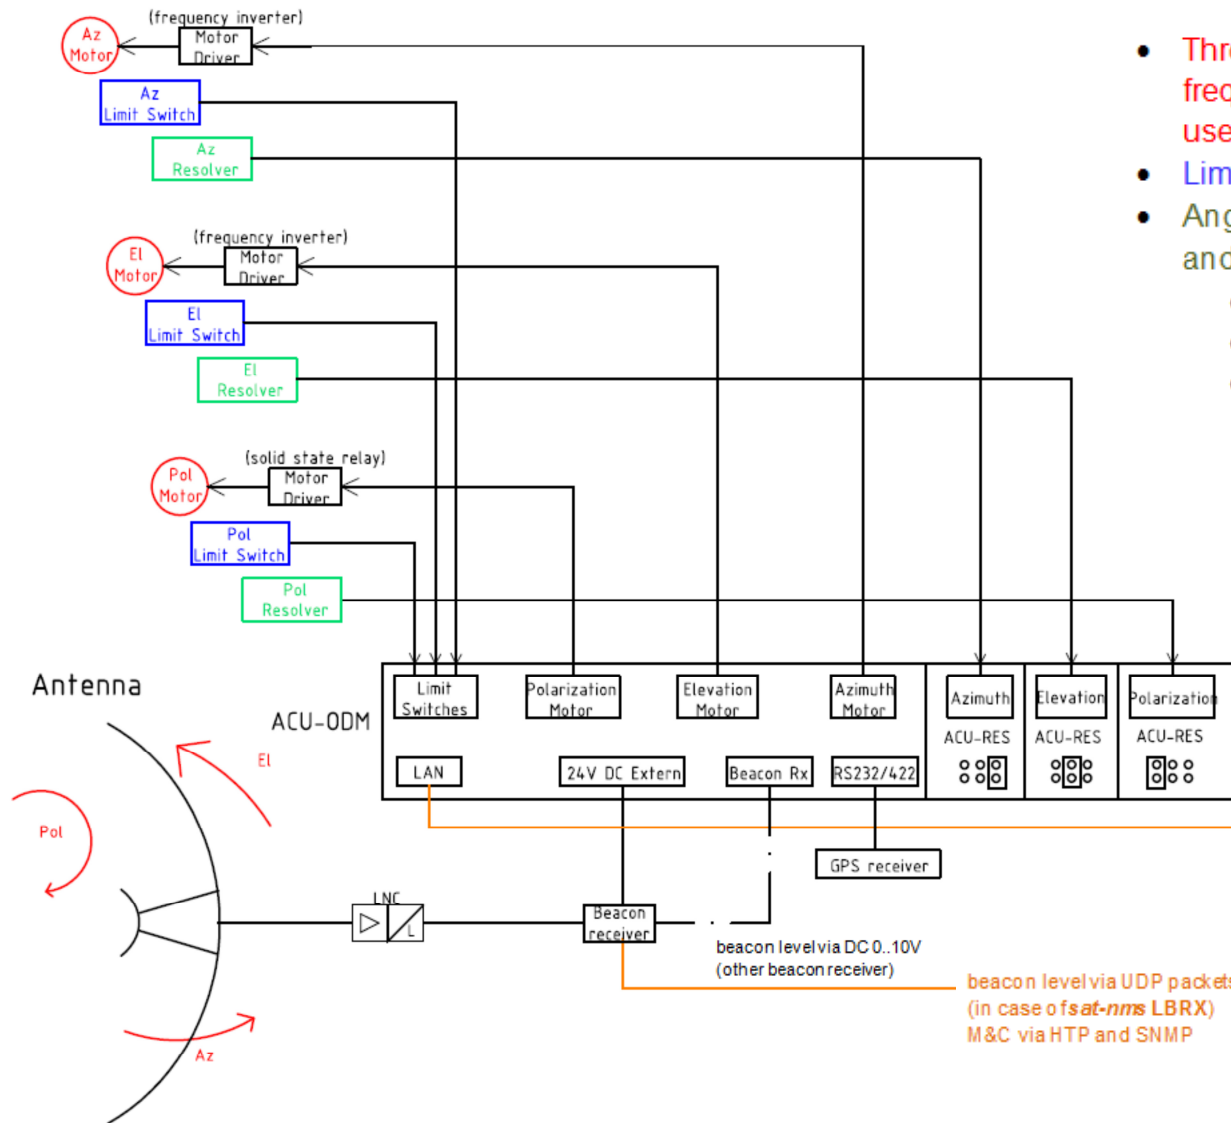 (frequency inverter)
Az
Motor
Motor
Driver
Az
Limit Switch
Az
Resolver
(frequency inverter)
El
Motor
Motor
Driver
El
Limit Switch
El
Resolver
(solid state relay)
Pol
Motor
Motor
Driver
Pol
Limit Switch
Pol
Resolver
use
Antenna
El
Pol
Az
ACU-ODM
Limit
Switches
Polarization
Motor
Elevation
Motor
Azimuth
Motor
Azimuth
Elevation
Polarization
ACU-RES
ACU-RES
ACU-RES
LAN
24V DC Extern
Beacon Rx
RS232/422
GPS receiver
LNC
L
Beacon
receiver
beacon level via DC 0..10V
(other beacon receiver)
beacon level via UDP packets
(in case of sat-nms LBRX)
M&C via HTP and SNMP